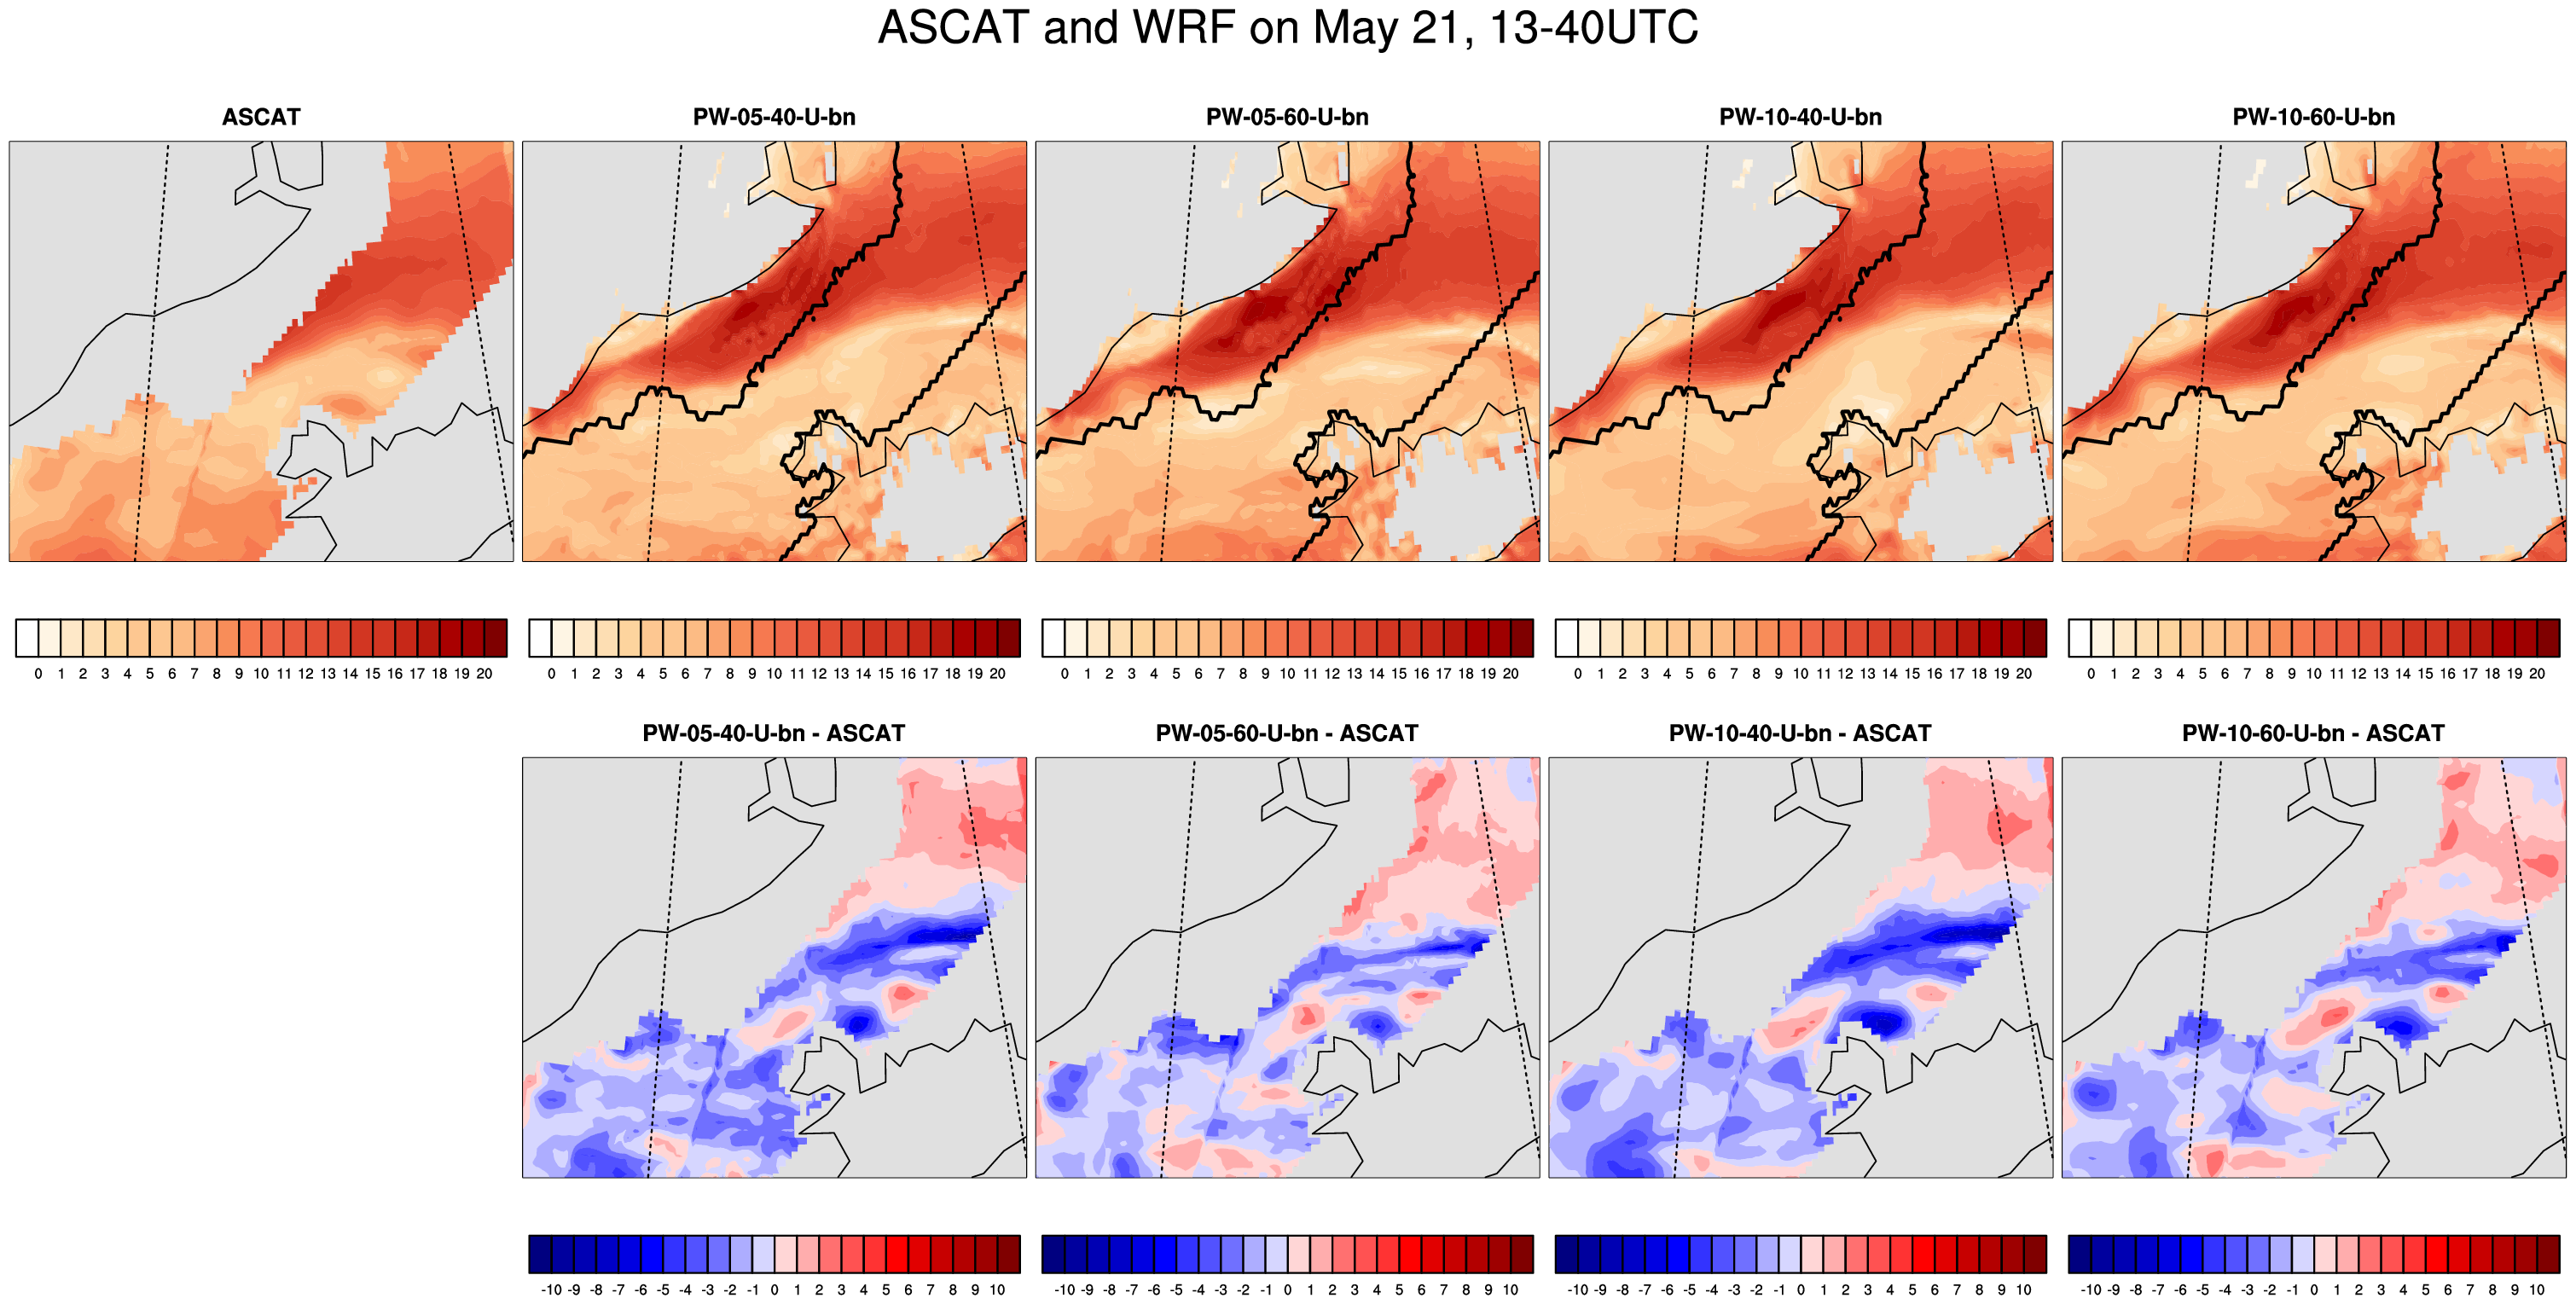 ASCAT and WRF on May 21, 13-40UTC
ASCAT
PW-05-40-U-bn
PW-05-60-U-bn
PW-10-40-U-bn
PW-10-60-U-bn
0 1 2 3 4 5 6 7 8 9 10 11 12 13 14 15 16 17 18 19 20
0 1 2 3 4 5 6 7 8 9 10 11 12 13 14 15 16 17 18 19 20
0 1 2 3 4 5 6 7 8 9 10 11 12 13 14 15 16 17 18 19 20
0 1 2 3 4 5 6 7 8 9 10 11 12 13 14 15 16 17 18 19 20
0 1 2 3 4 5 6 7 8 9 10 11 12 13 14 15 16 17 18 19 20
PW-05-40-U-bn - ASCAT
PW-05-60-U-bn - ASCAT
PW-10-40-U-bn - ASCAT
PW-10-60-U-bn - ASCAT
-10 -9 -8 -7 -6 -5 -4 -3 -2 -1 0 1 2 3 4 5 6 7 8 9 10
-10 -9 -8 -7 -6 -5 -4 -3 -2 -1 0 1 2 3 4 5 6 7 8 9 10
-10 -9 -8 -7 -6 -5 -4 -3 -2 -1 0 1 2 3 4 5 6 7 8 9 10
-10 -9 -8 -7 -6 -5 -4 -3 -2 -1 0 1 2 3 4 5 6 7 8 9 10